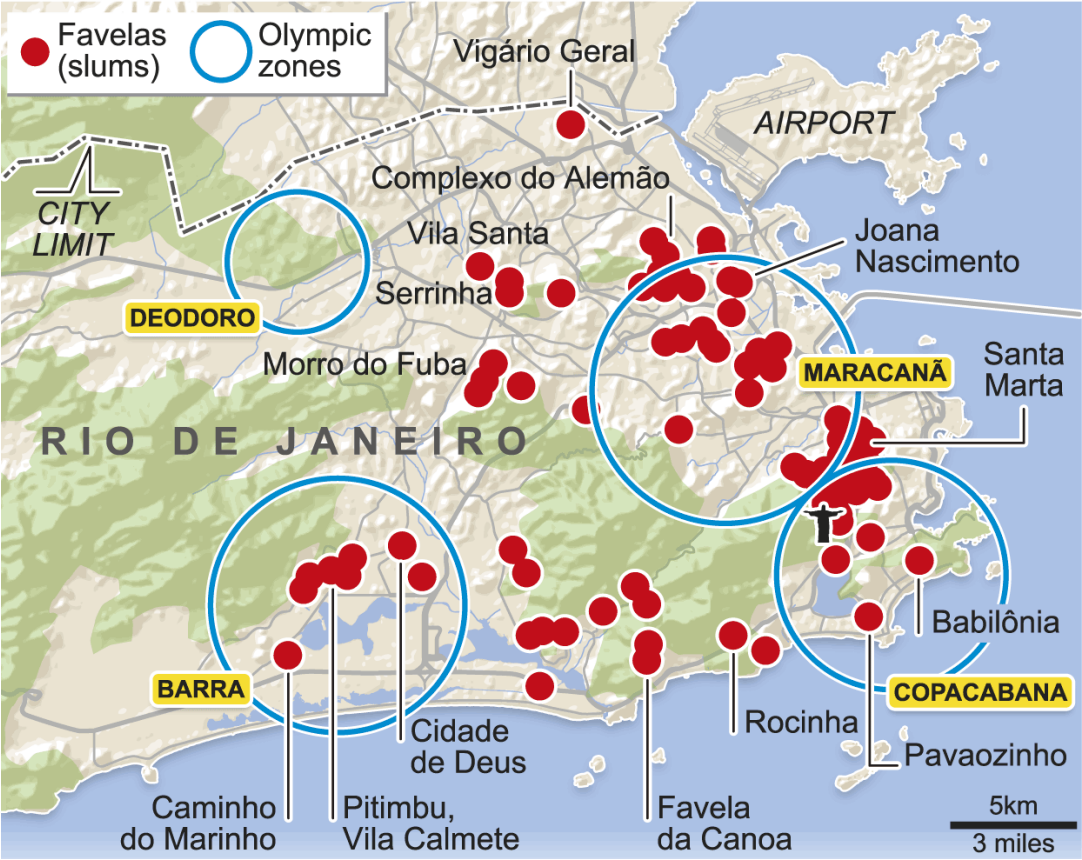 Favelas
(slums)
Olympic
zones
Vigário Geral
AIRPORT
Complexo do Alemão
CITY
LIMIT
Vila Santa
Joana
Nascimento
Serrinha
DEODORO
Morro do Fuba
Santa
Marta
MARACANÃ
RIO DE JANEIRO
Babilônia
BARRA
COPACABANA
Rocinha
Cidade
de Deus
Pavaozinho
Caminho
do Marinho
Pitimbu,
Vila Calmete
Favela
da Canoa
5km
3 miles